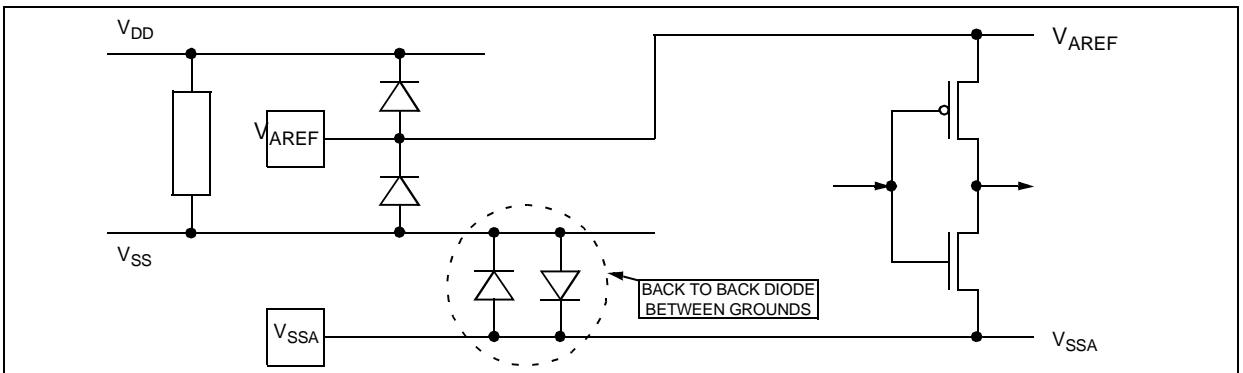 VDD
VAREF
VAREF
VSS
BACK TO BACK DIODE
BETWEEN GROUNDS
VSSA
VSSA